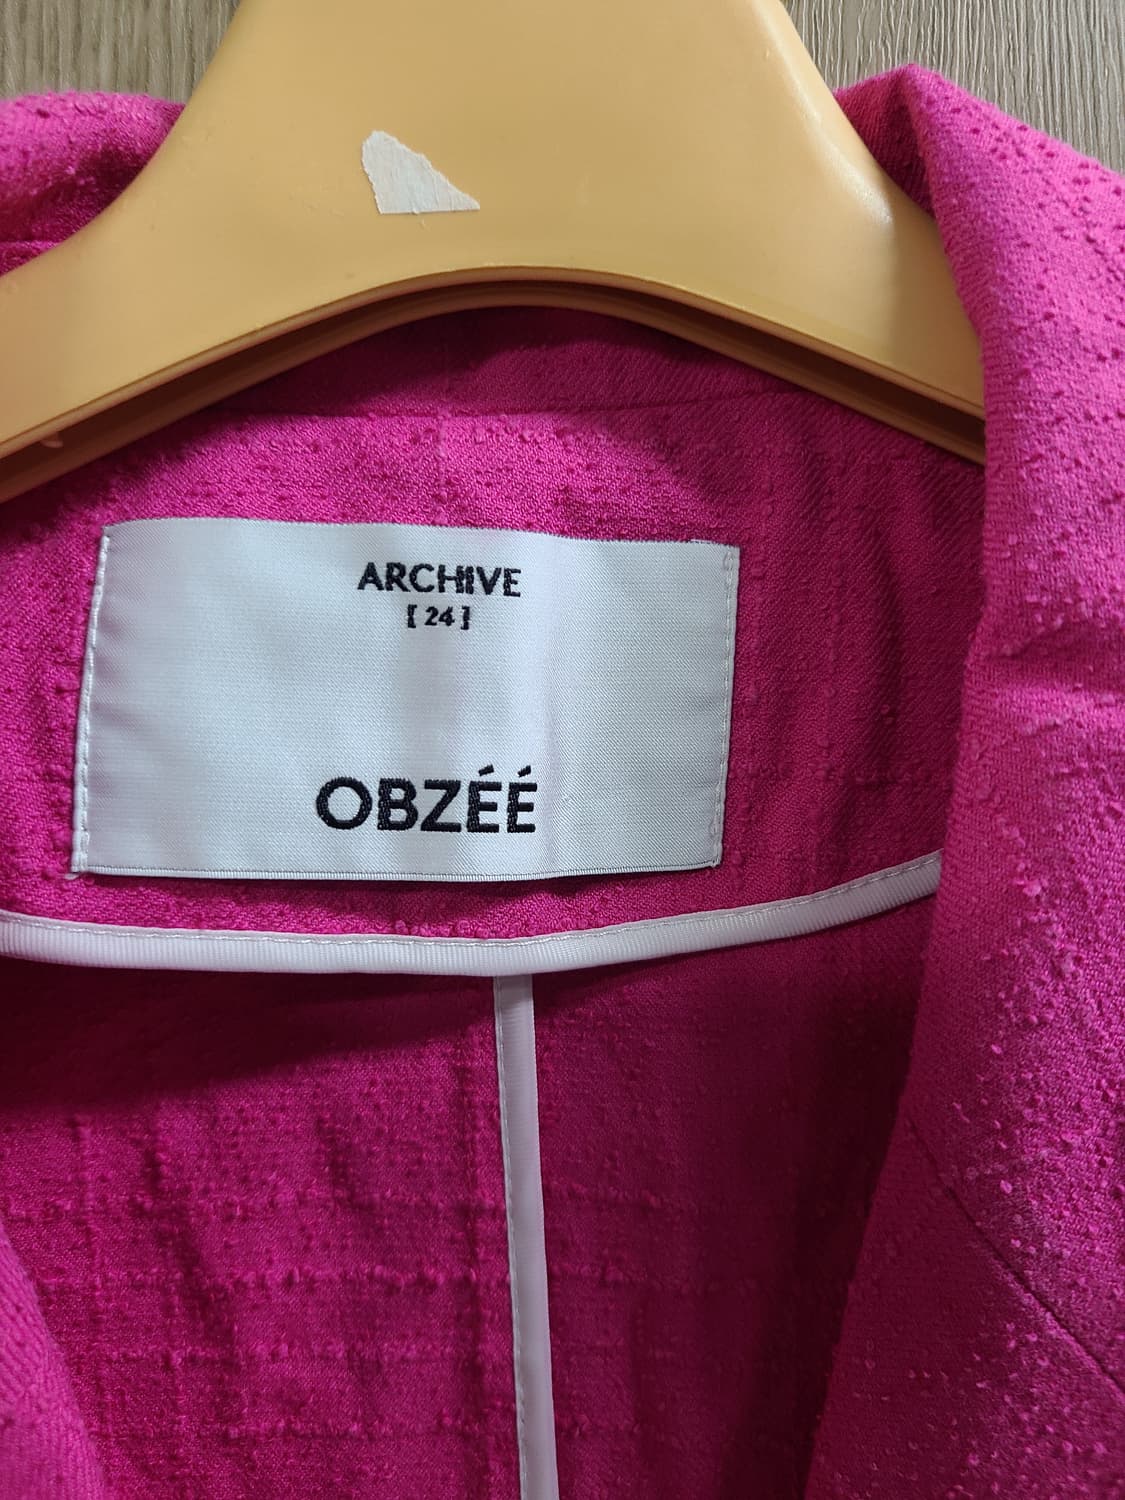 ARCHIVE
[ 24 ]
OBZÉÉ